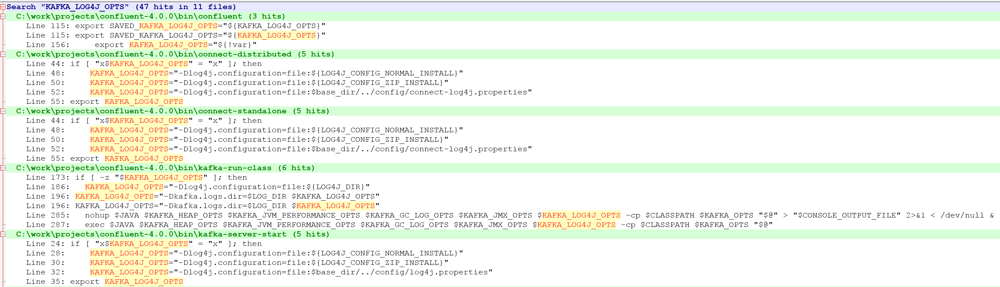 Search "KAFKA_LOG4J_OPTS" (47 hits in 11 files)
C:\work\projects\confluent-4.0.0\bin\confluent (3 hits)
Line 115: export SAVED_KAFKA_LOG4J_OPTS="${KAFKA_LOG4J_OPTS}"
Line 115: export SAVED_KAFKA_LOG4J_OPTS="${KAFKA_LOG4J_OPTS}"
Line 156:     export KAFKA_LOG4J_OPTS="${!var}"
C:\work\projects\confluent-4.0.0\bin\connect-distributed (5 hits)
Line 44: if [ "x$KAFKA_LOG4J_OPTS" = "x" ]; then
Line 48:     KAFKA_LOG4J_OPTS="-Dlog4j.configuration=file:${LOG4J_CONFIG_NORMAL_INSTALL}"
Line 50:     KAFKA_LOG4J_OPTS="-Dlog4j.configuration=file:${LOG4J_CONFIG_ZIP_INSTALL}"
Line 52:     KAFKA_LOG4J_OPTS="-Dlog4j.configuration=file:$base_dir/../config/connect-log4j.properties"
Line 55: export KAFKA_LOG4J_OPTS
C:\work\projects\confluent-4.0.0\bin\connect-standalone (5 hits)
Line 44: if [ "x$KAFKA_LOG4J_OPTS" = "x" ]; then
Line 48:     KAFKA_LOG4J_OPTS="-Dlog4j.configuration=file:${LOG4J_CONFIG_NORMAL_INSTALL}"
Line 50:     KAFKA_LOG4J_OPTS="-Dlog4j.configuration=file:${LOG4J_CONFIG_ZIP_INSTALL}"
Line 52:     KAFKA_LOG4J_OPTS="-Dlog4j.configuration=file:$base_dir/../config/connect-log4j.properties"
Line 55: export KAFKA_LOG4J_OPTS
C:\work\projects\confluent-4.0.0\bin\kafka-run-class (6 hits)
Line 173: if [ -z "$KAFKA_LOG4J_OPTS" ]; then
Line 186:   KAFKA_LOG4J_OPTS="-Dlog4j.configuration=file:${LOG4J_DIR}"
Line 196: KAFKA_LOG4J_OPTS="-Dkafka.logs.dir=$LOG_DIR $KAFKA_LOG4J_OPTS"
Line 196: KAFKA_LOG4J_OPTS="-Dkafka.logs.dir=$LOG_DIR $KAFKA_LOG4J_OPTS"
Line 285:   nohup $JAVA $KAFKA_HEAP_OPTS $KAFKA_JVM_PERFORMANCE_OPTS $KAFKA_GC_LOG_OPTS $KAFKA_JMX_OPTS $KAFKA_LOG4J_OPTS -cp $CLASSPATH $KAFKA_OPTS "$@" > "$CONSOLE_OUTPUT_FILE" 2>&1 < /dev/null &
Line 287:   exec $JAVA $KAFKA_HEAP_OPTS $KAFKA_JVM_PERFORMANCE_OPTS $KAFKA_GC_LOG_OPTS $KAFKA_JMX_OPTS $KAFKA_LOG4J_OPTS -cp $CLASSPATH $KAFKA_OPTS "$@"
C:\work\projects\confluent-4.0.0\bin\kafka-server-start (5 hits)
Line 24: if [ "x$KAFKA_LOG4J_OPTS" = "x" ]; then
Line 28:     KAFKA_LOG4J_OPTS="-Dlog4j.configuration=file:${LOG4J_CONFIG_NORMAL_INSTALL}"
Line 30:     KAFKA_LOG4J_OPTS="-Dlog4j.configuration=file:${LOG4J_CONFIG_ZIP_INSTALL}"
Line 32:     KAFKA_LOG4J_OPTS="-Dlog4j.configuration=file:$base_dir/../config/log4j.properties"
Line 35: export KAFKA_LOG4J_OPTS